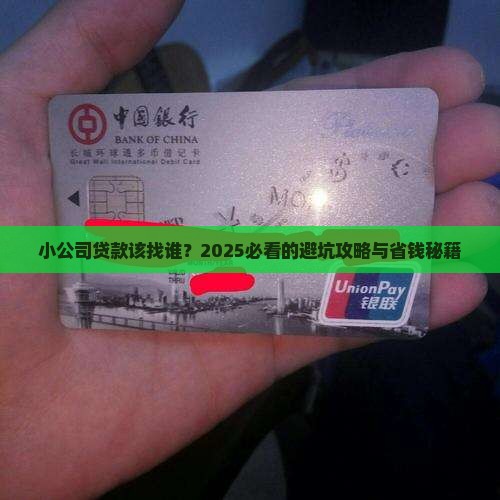 中国银行
BANK OF CHINA
长城环球通多币借记卡
Great Wall International Debit Card
小公司贷款该找谁？2025必看的避坑攻略与省钱秘籍
THRU
UnionPay
银联